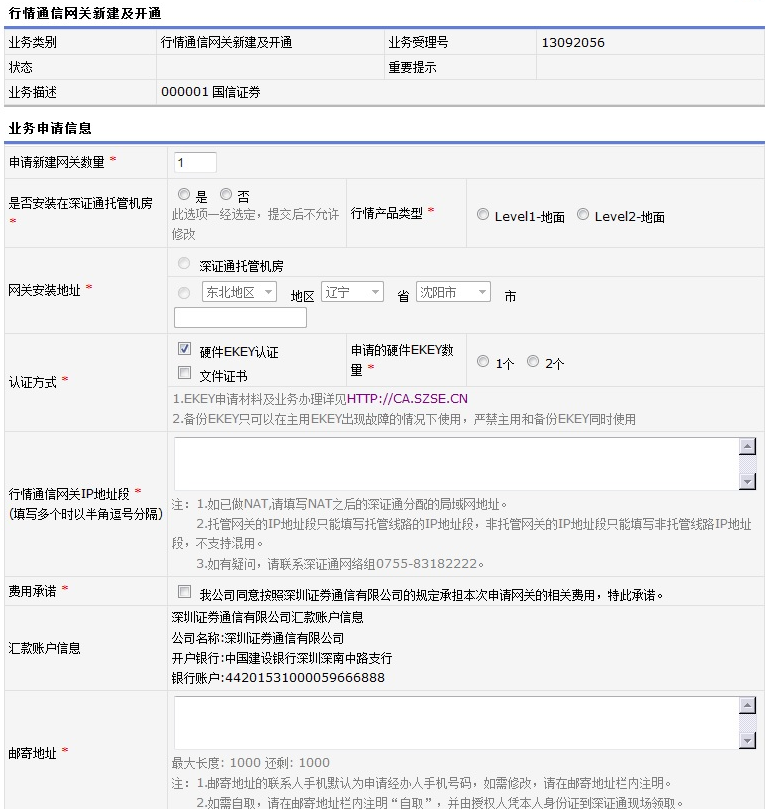 行情通信网关新建及开通
业务类别 行情通信网关新建及开通 业务受理号 13092056
状态 重要提示
业务描述 000001 国信证券
业务申请信息
申请新建网关数量 * 1
是否安装在深证通托管机房 * 是 否
此选项一经选定，提交后不允许
修改
行情产品类型 * Level1-地面 Level2-地面
网关安装地址 * 深证通托管机房
东北地区 地区 辽宁 省 沈阳市 市
认证方式 * 硬件EKEY认证
文件证书
申请的硬件EKEY数
量 * 1个 2个
1.EKEY申请材料及业务办理详见HTTP://CA.SZSE.CN
2.备份EKEY只可以在主用EKEY出现故障的情况下使用，严禁主用和备份EKEY同时使用
行情通信网关IP地址段 *
(填写多个时以半角逗号分隔)
注：1.如已做NAT,请填写NAT之后的深证通分配的局域网地址。
2.托管网关的IP地址段只能填写托管线路的IP地址段，非托管网关的IP地址段只能填写非托管线路IP地址
段，不支持混用。
3.如有疑问，请联系深证通网络组0755-83182222。
费用承诺 * 我公司同意按照深圳证券通信有限公司的规定承担本次申请网关的相关费用，特此承诺。
汇款账户信息
深圳证券通信有限公司汇款账户信息
公司名称:深圳证券通信有限公司
开户银行:中国建设银行深圳深南中路支行
银行账户:44201531000059666888
邮寄地址 *
最大长度: 1000 还剩: 1000
注：1.邮寄地址的联系人手机默认为申请经办人手机号码，如需修改，请在邮寄地址栏内注明。
2.如需自取，请在邮寄地址栏内注明“自取”，并由授权人凭本人身份证到深证通现场领取。